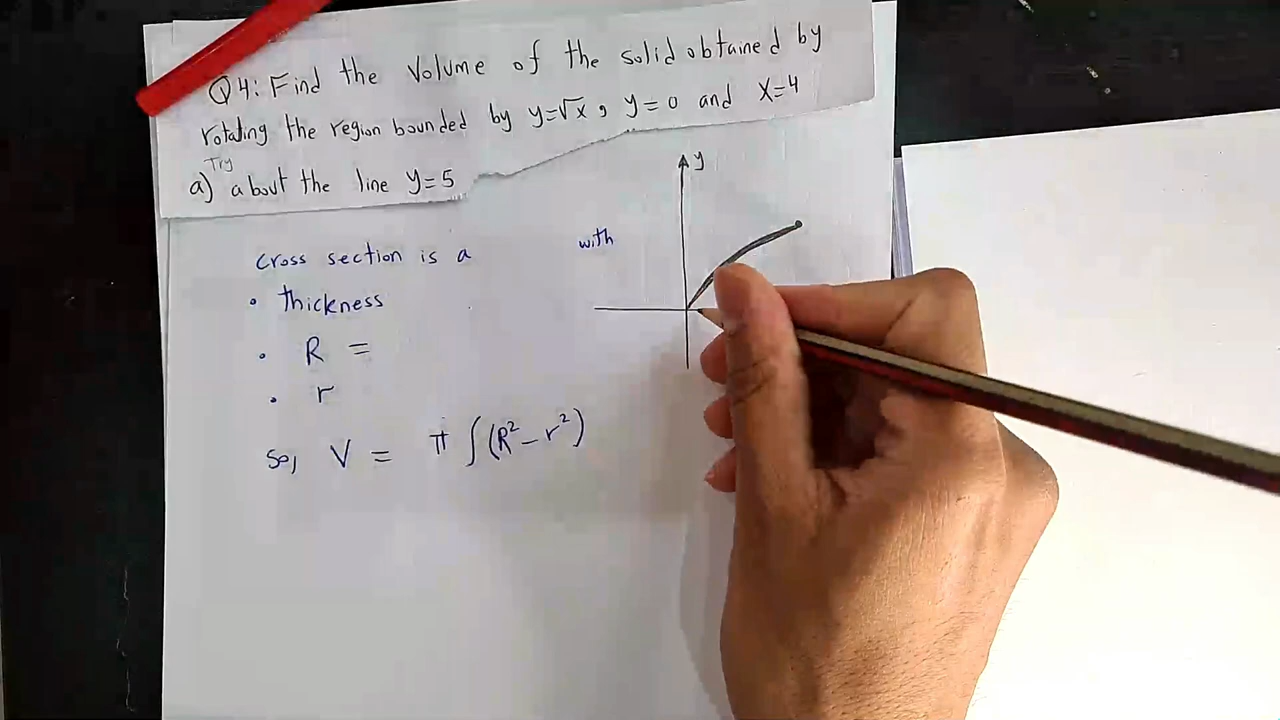 Q4: Find the Volume of the solid obtained by
rotating the region bounded by y=√x, y=0 and X=4
Try
a) about the line y=5
y
Cross section is a with
• thickness
• R =
• r
so, V = π ∫(R²-r²)